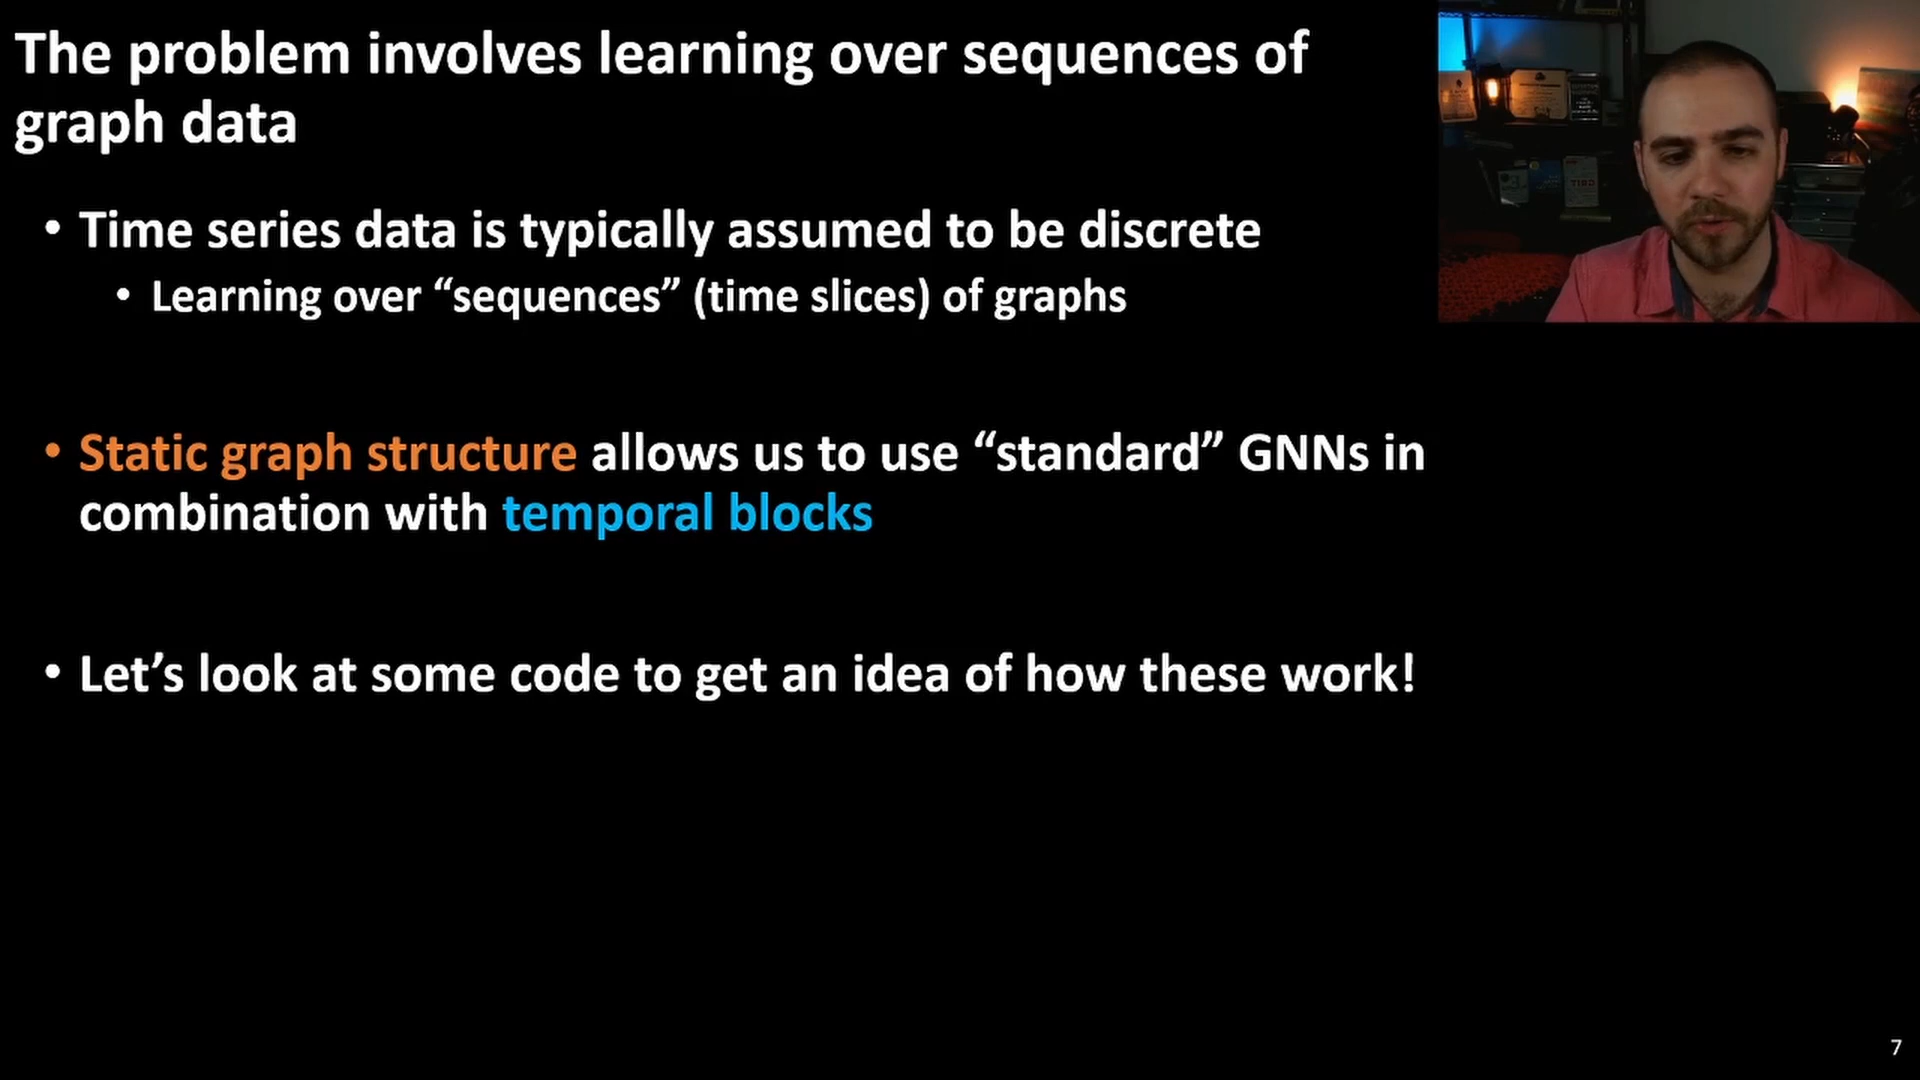 The problem involves learning over sequences of
graph data
• Time series data is typically assumed to be discrete
• Learning over “sequences” (time slices) of graphs
• Static graph structure allows us to use “standard” GNNs in
combination with temporal blocks
• Let’s look at some code to get an idea of how these work!
7